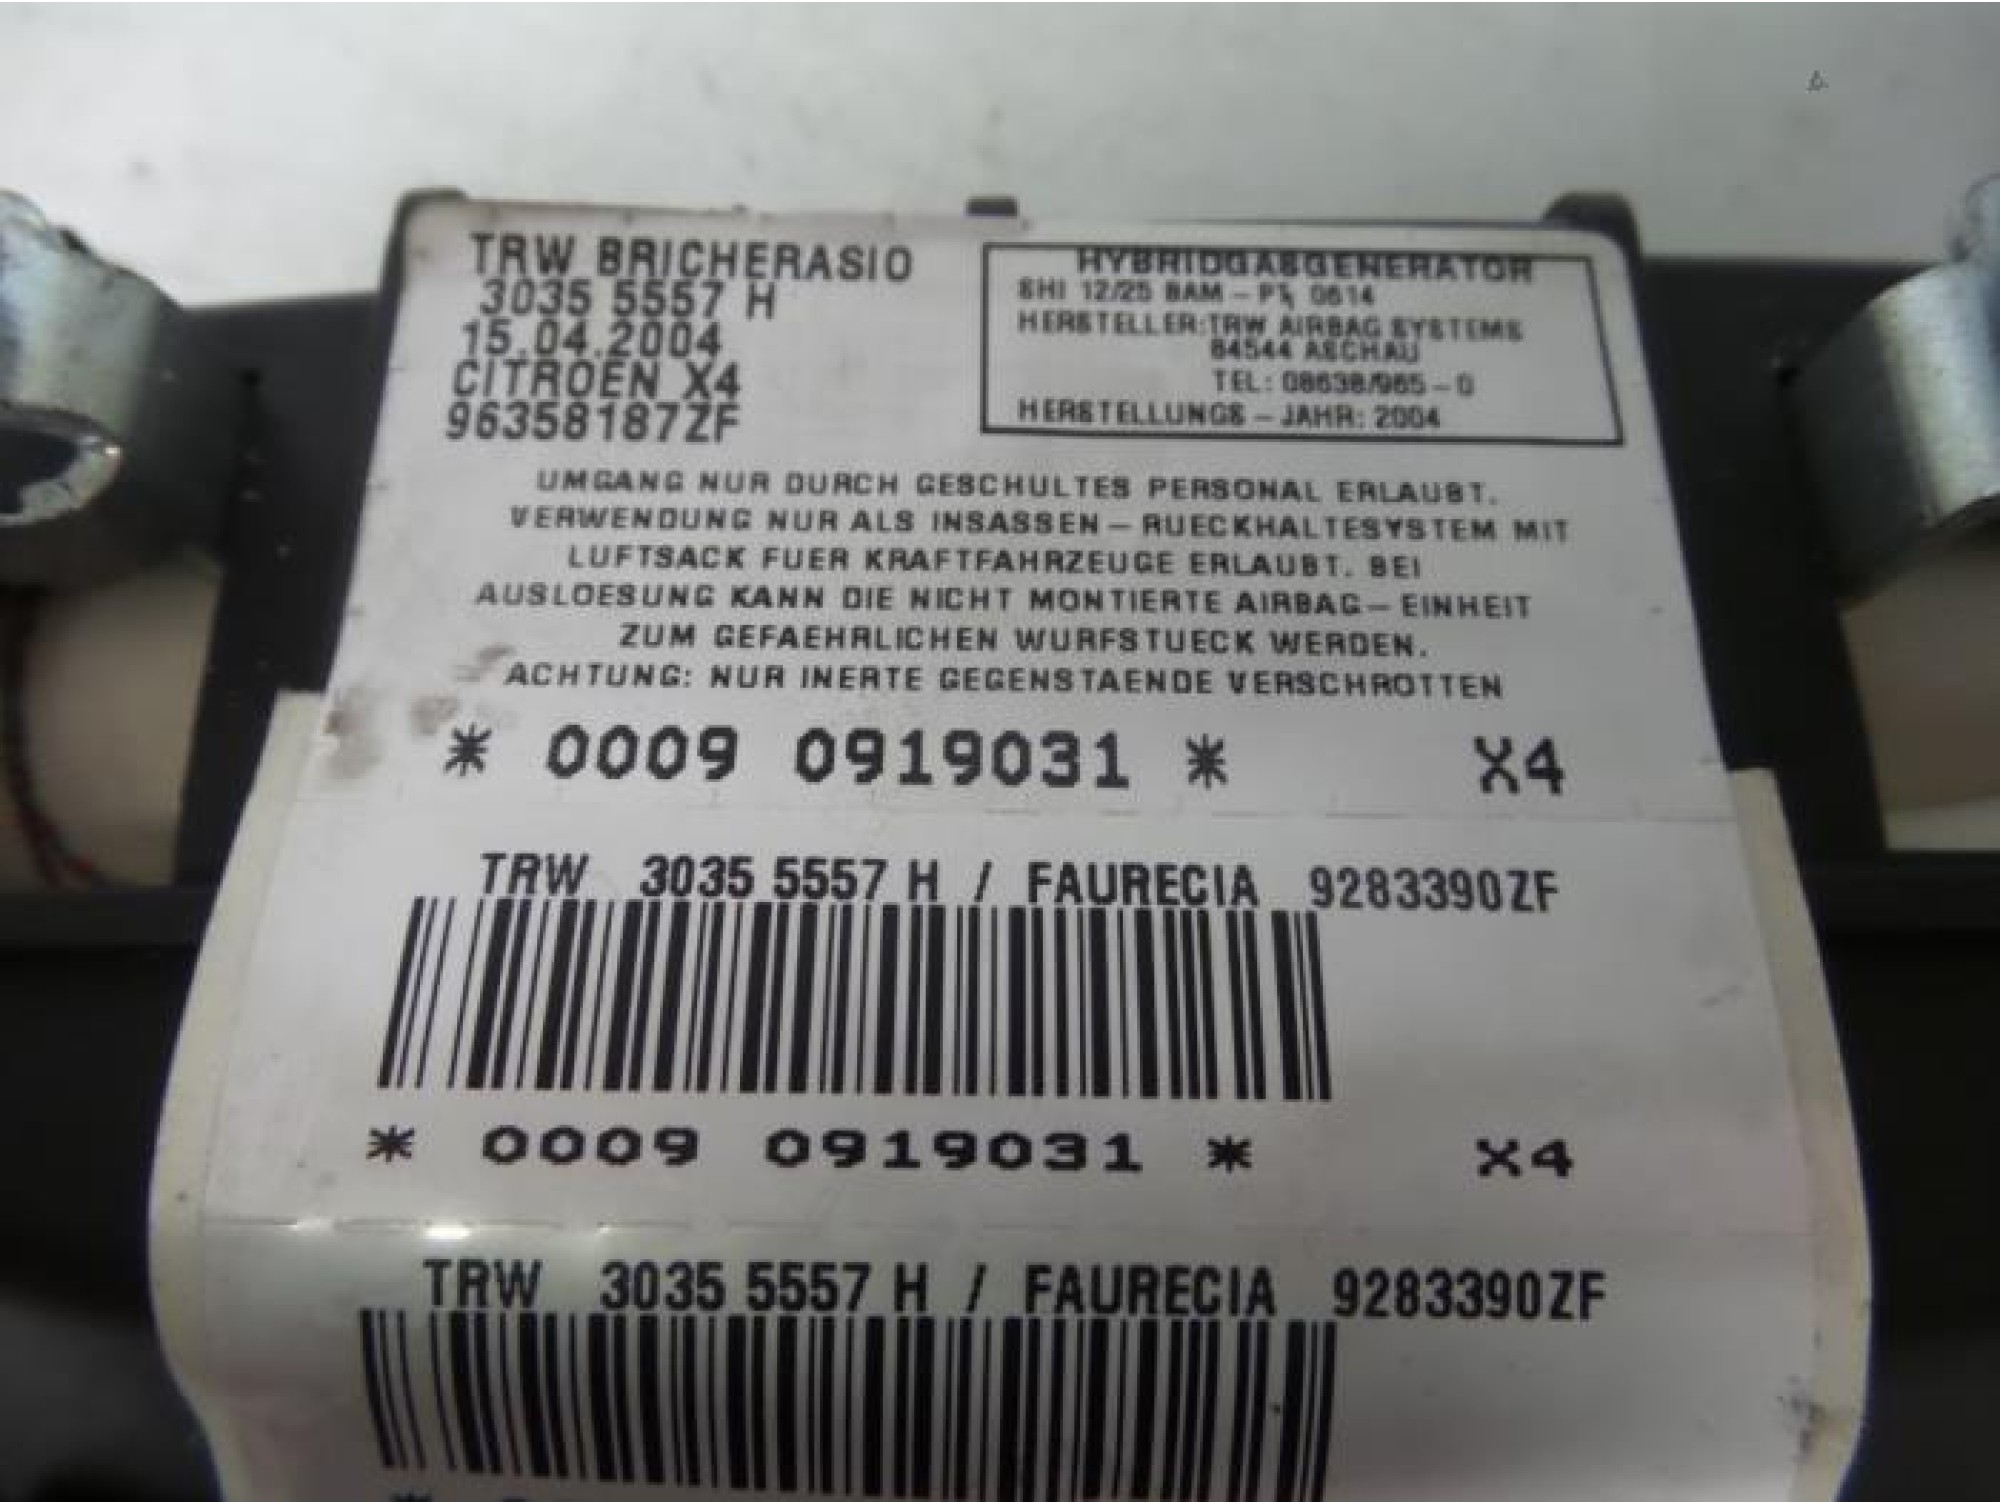 TRW BRICHERASIO
3035 5557 H
15.04.2004
CITROEN X4
96358187ZF
HYBRIDGASGENERATOR
SHI 12/25 BAM - PT, 0614
HERSTELLER: TRW AIRBAG SYSTEMS
84544 ASCHAU
TEL: 08638/985 - 0
HERSTELLUNGS - JAHR: 2004
UMGANG NUR DURCH GESCHULTES PERSONAL ERLAUBT.
VERWENDUNG NUR ALS INSASSEN - RUECKHALTESYSTEM MIT
LUFTSACK FUER KRAFTFAHRZEUGE ERLAUBT. BEI
AUSLOESUNG KANN DIE NICHT MONTIERTE AIRBAG - EINHEIT
ZUM GEFAEHRLICHEN WURFSTUECK WERDEN.
ACHTUNG: NUR INERTE GEGENSTAENDE VERSCHROTTEN
* 0009 0919031 * X4
TRW 3035 5557 H / FAURECIA 9283390ZF
* 0009 0919031 * X4
TRW 3035 5557 H / FAURECIA 9283390ZF